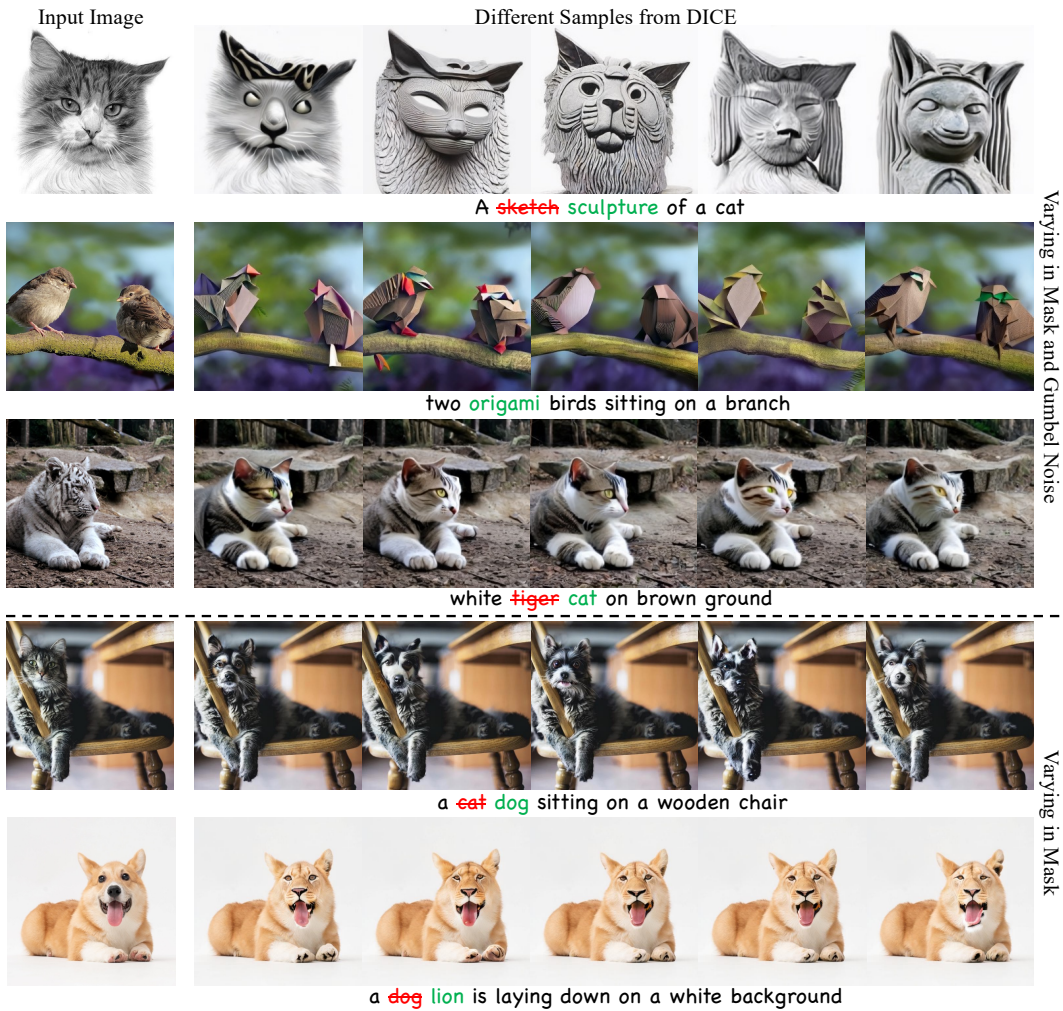 Input Image
Different Samples from DICE
A sketch sculpture of a cat
two origami birds sitting on a branch
white tiger cat on brown ground
Varying in Mask and Gumbel Noise
a cat dog sitting on a wooden chair
a dog lion is laying down on a white background
Varying in Mask